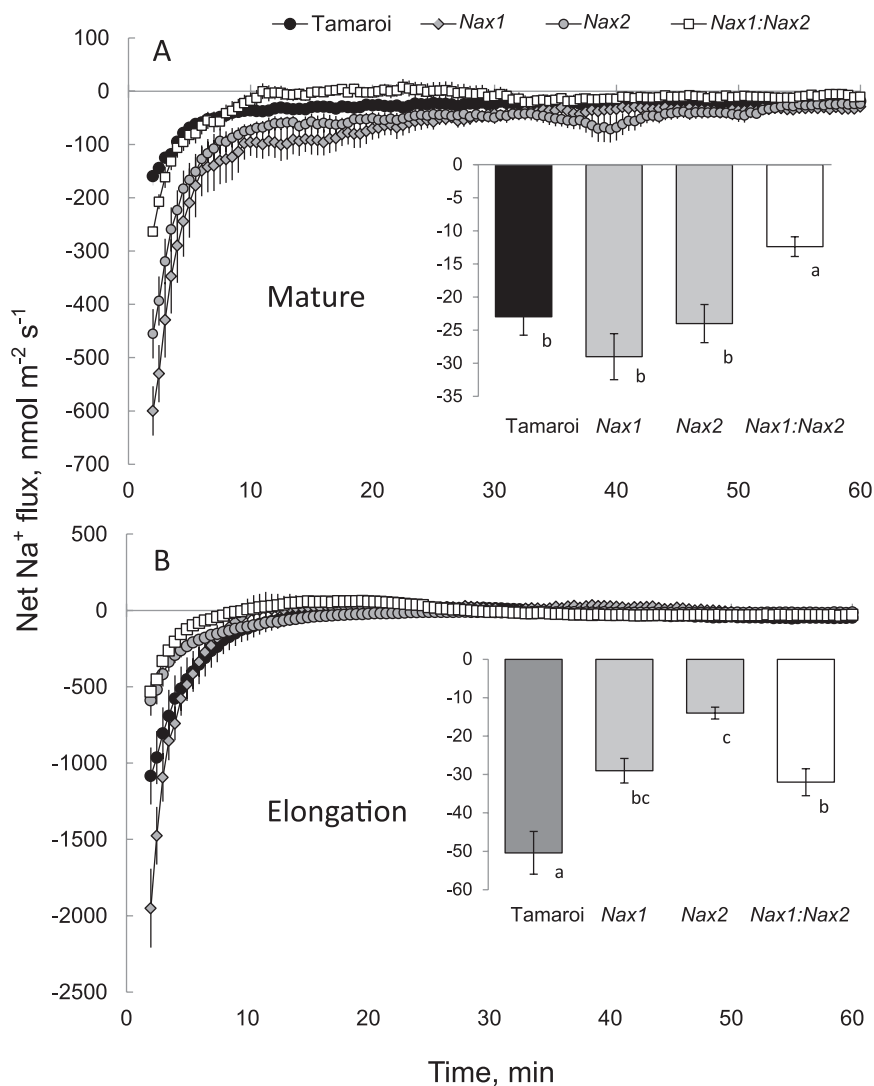 Tamaroi Nax1 Nax2 Nax1:Nax2
A
100
0
-100
-200
-300
-400
-500
-600
-700
0 10 20 30 40 50 60
Mature
0
-5
-10
-15
-20
-25
-30
-35
b b b a
Tamaroi Nax1 Nax2 Nax1:Nax2
Net Na⁺ flux, nmol m⁻² s⁻¹
B
500
0
-500
-1000
-1500
-2000
-2500
0 10 20 30 40 50 60
Elongation
0
-10
-20
-30
-40
-50
-60
a bc c b
Tamaroi Nax1 Nax2 Nax1:Nax2
Time, min